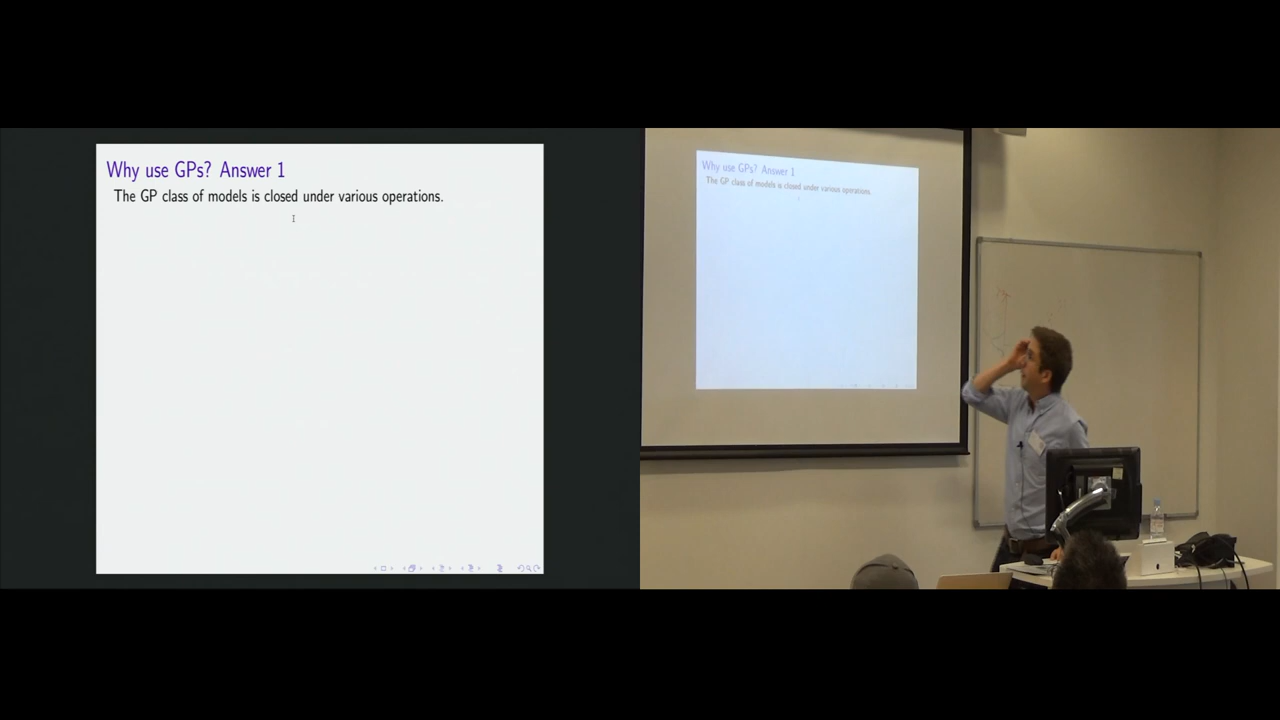 Why use GPs? Answer 1
The GP class of models is closed under various operations.
Why use GPs? Answer 1
The GP class of models is closed under various operations.